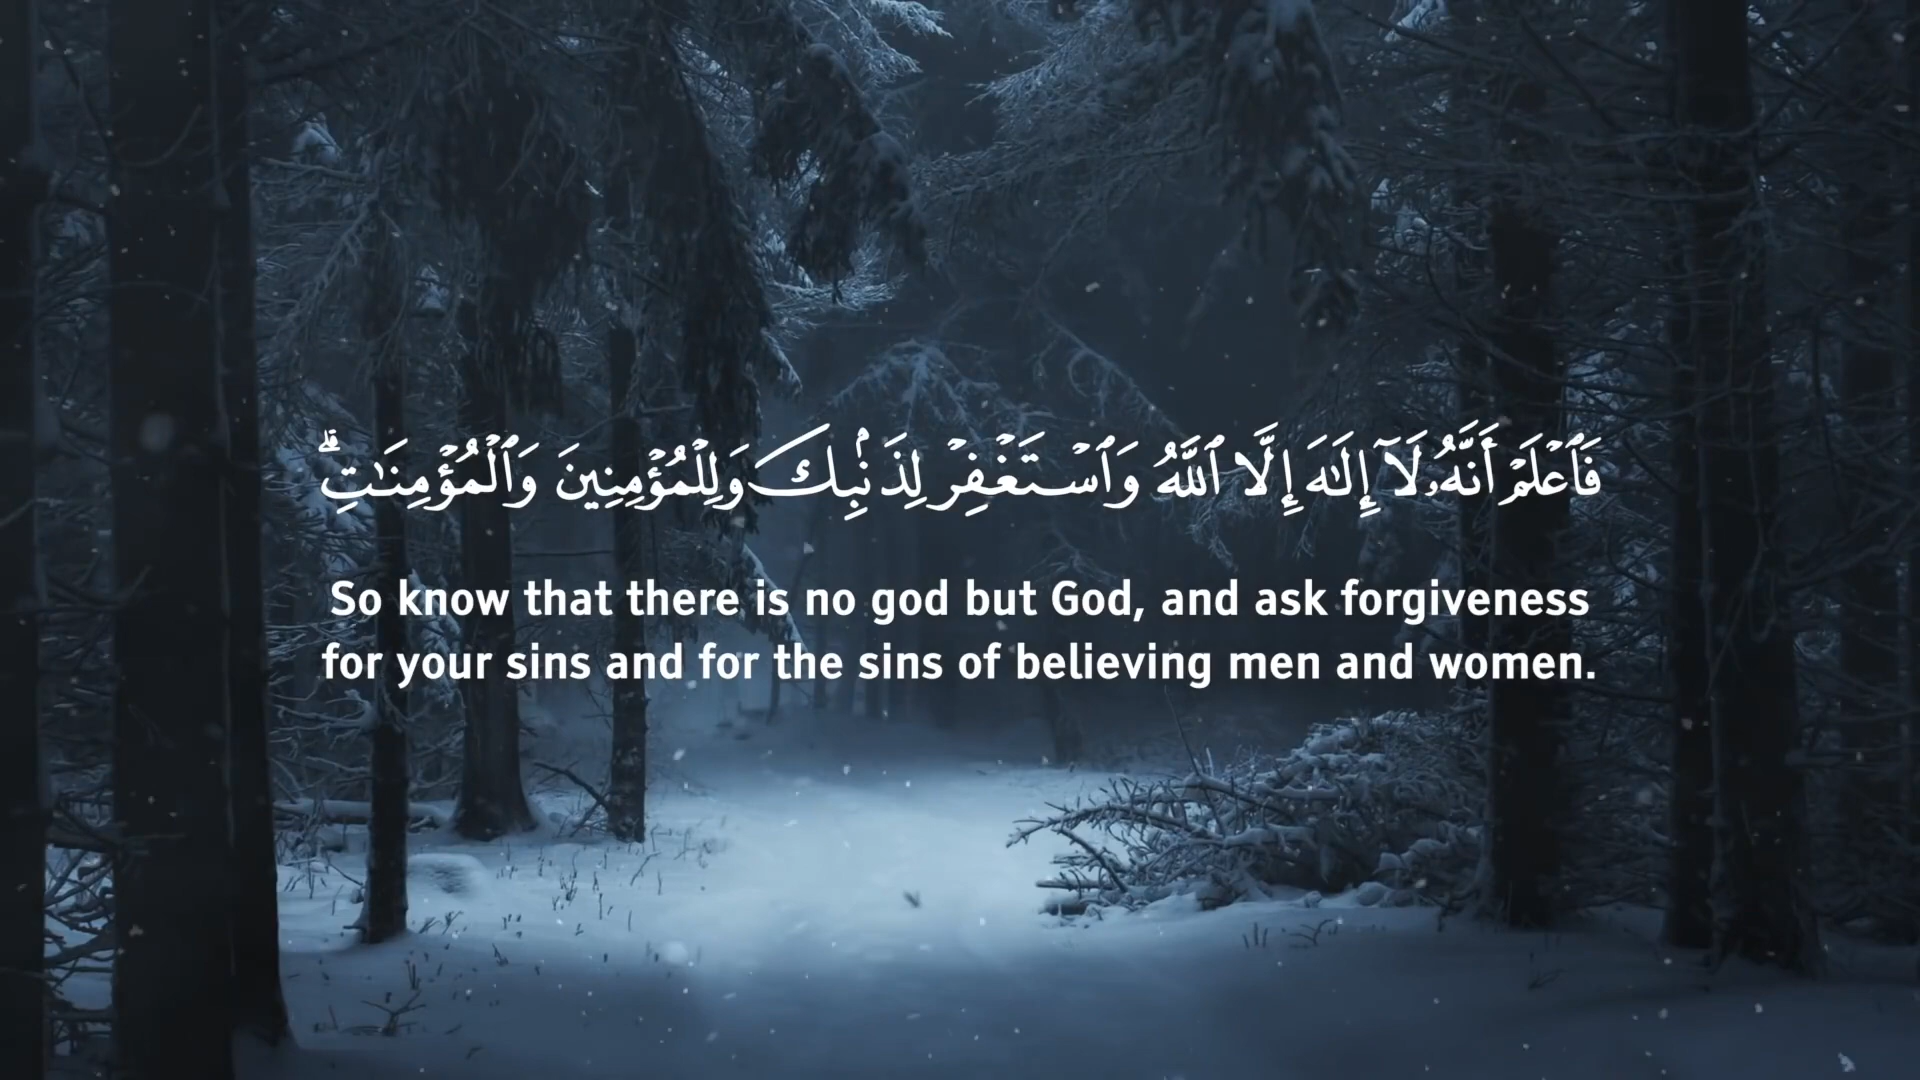 فَٱعۡلَمۡ أَنَّهُۥ لَآ إِلَٰهَ إِلَّا ٱللَّهُ وَٱسۡتَغۡفِرۡ لِذَنۢبِكَ وَلِلۡمُؤۡمِنِينَ وَٱلۡمُؤۡمِنَٰتِۗ
So know that there is no god but God, and ask forgiveness
for your sins and for the sins of believing men and women.